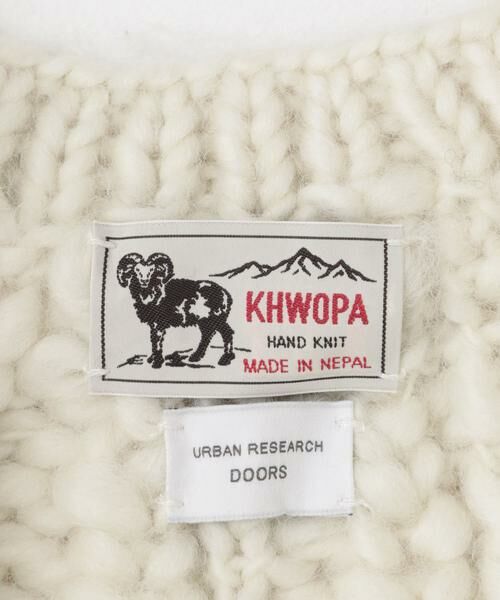 KHWOPA
HAND KNIT
MADE IN NEPAL
URBAN RESEARCH
DOORS